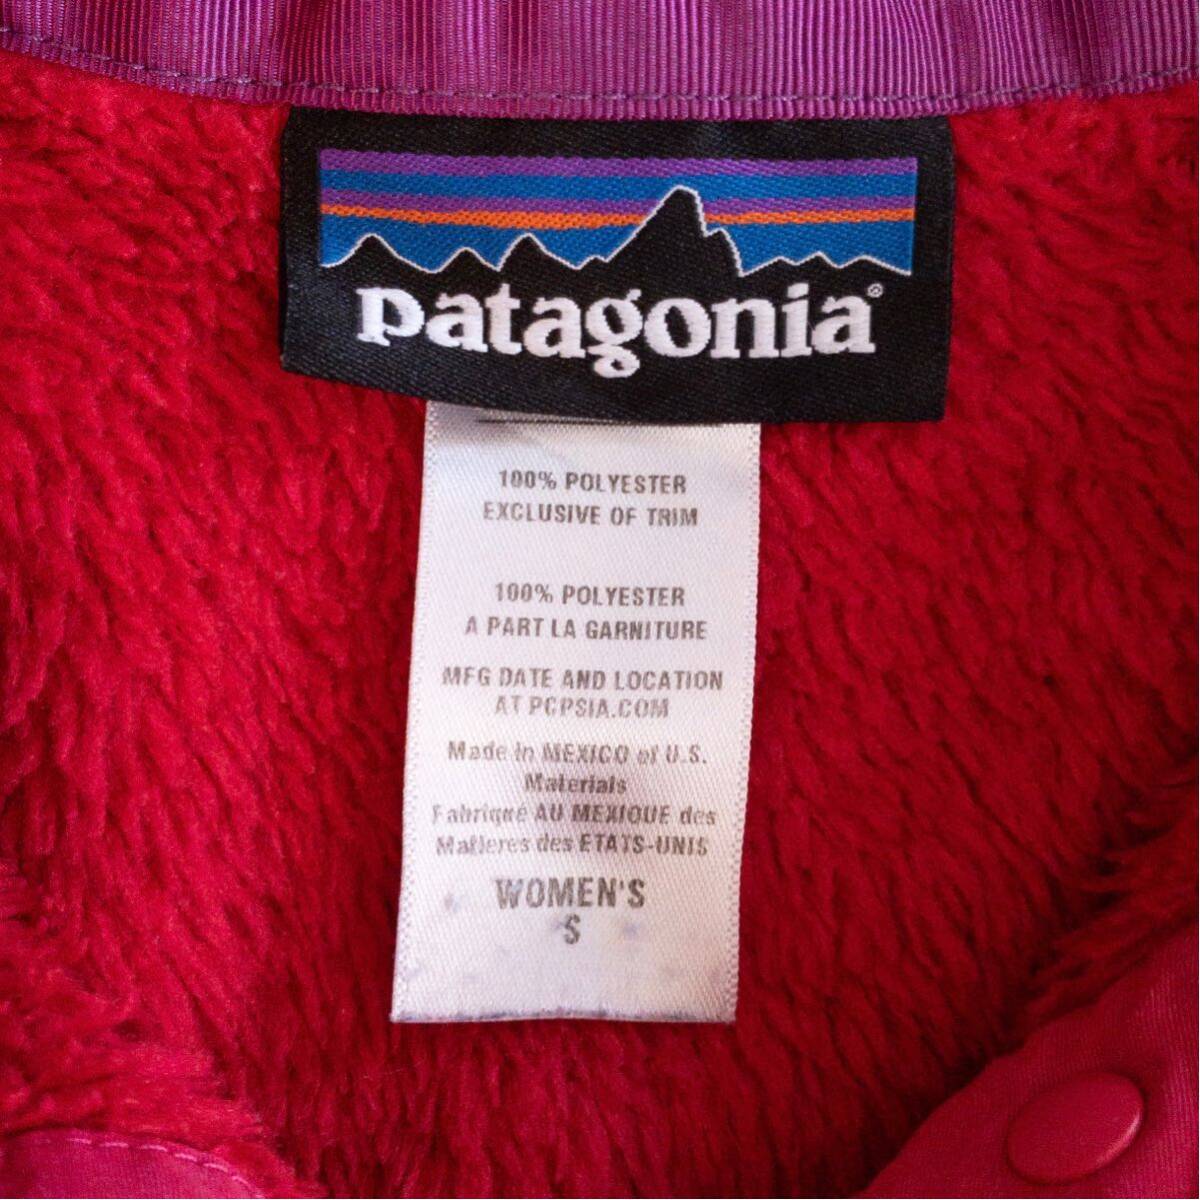 patagonia®
100% POLYESTER
EXCLUSIVE OF TRIM
100% POLYESTER
A PART LA GARNITURE
MFG DATE AND LOCATION
AT PCPSIA.COM
Made in MEXICO of U.S.
Materials
Fabriqué AU MEXIQUE des
Matieres des ETATS-UNIS
WOMEN'S
S